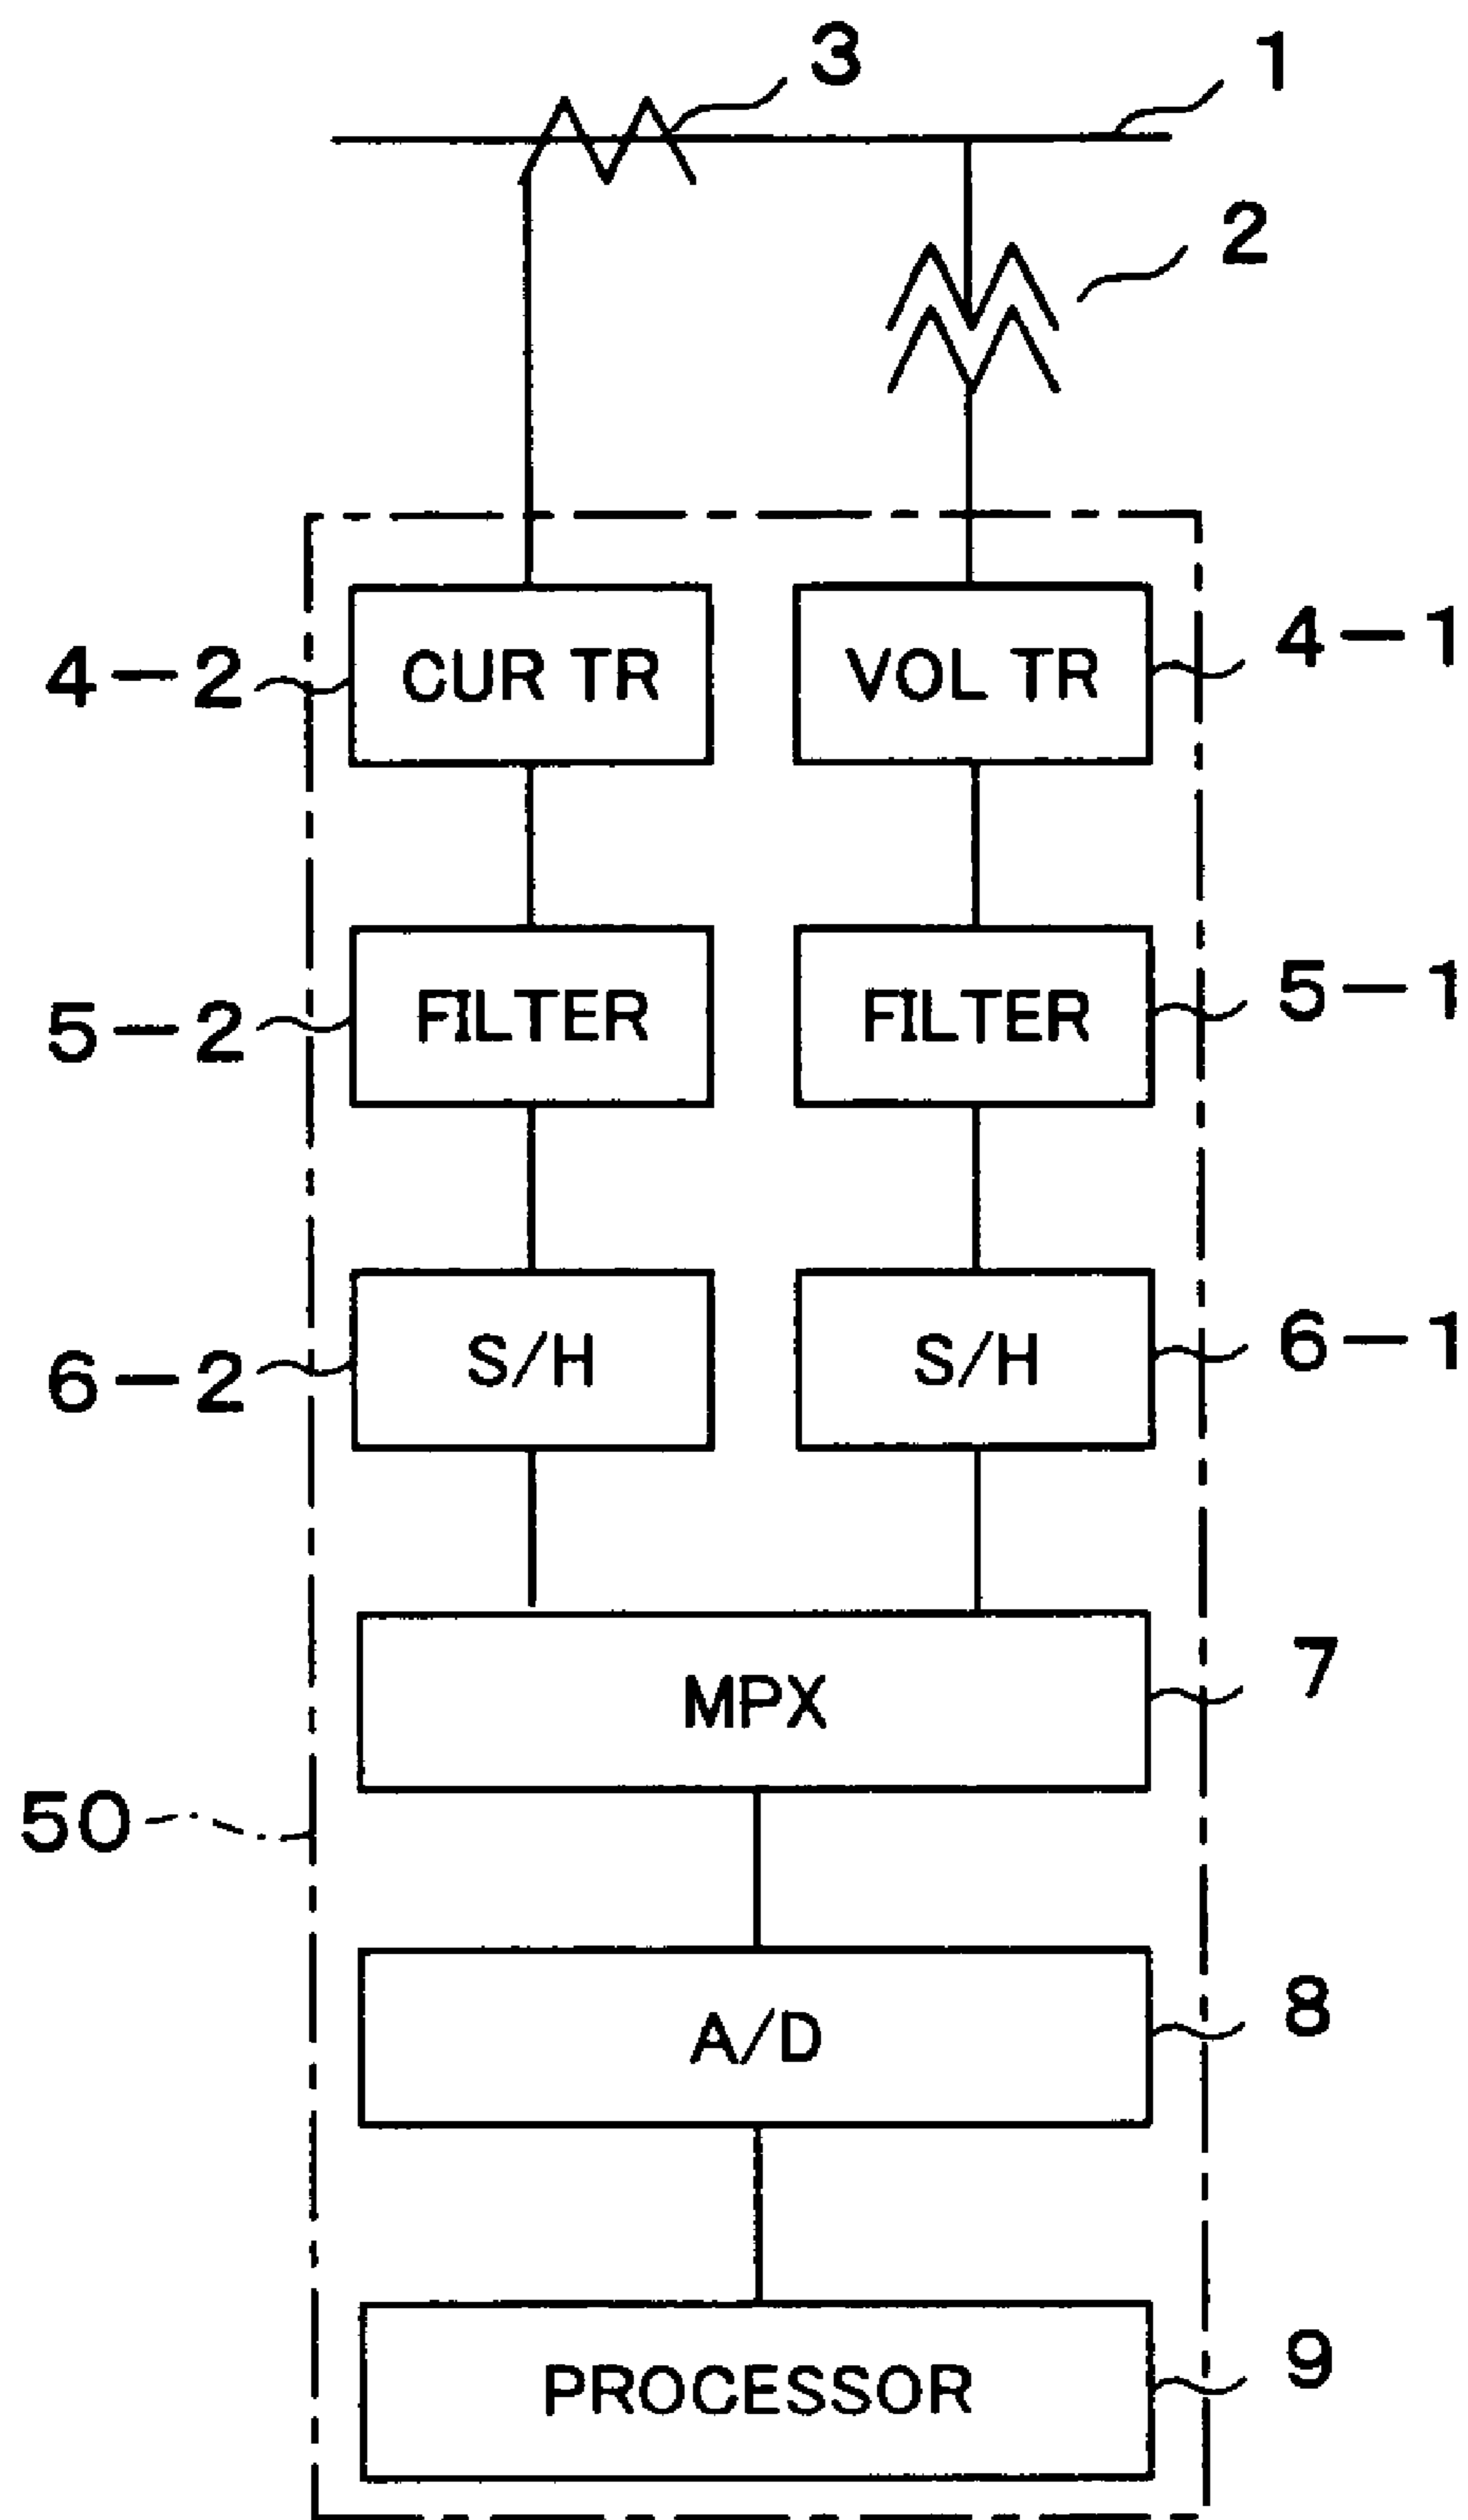 3
1
2
4-2
CUR TR
VOL TR
4-1
5-2
FILTER
FILTER
5-1
6-2
S/H
S/H
6-1
MPX
7
50
A/D
8
PROCESSOR
9